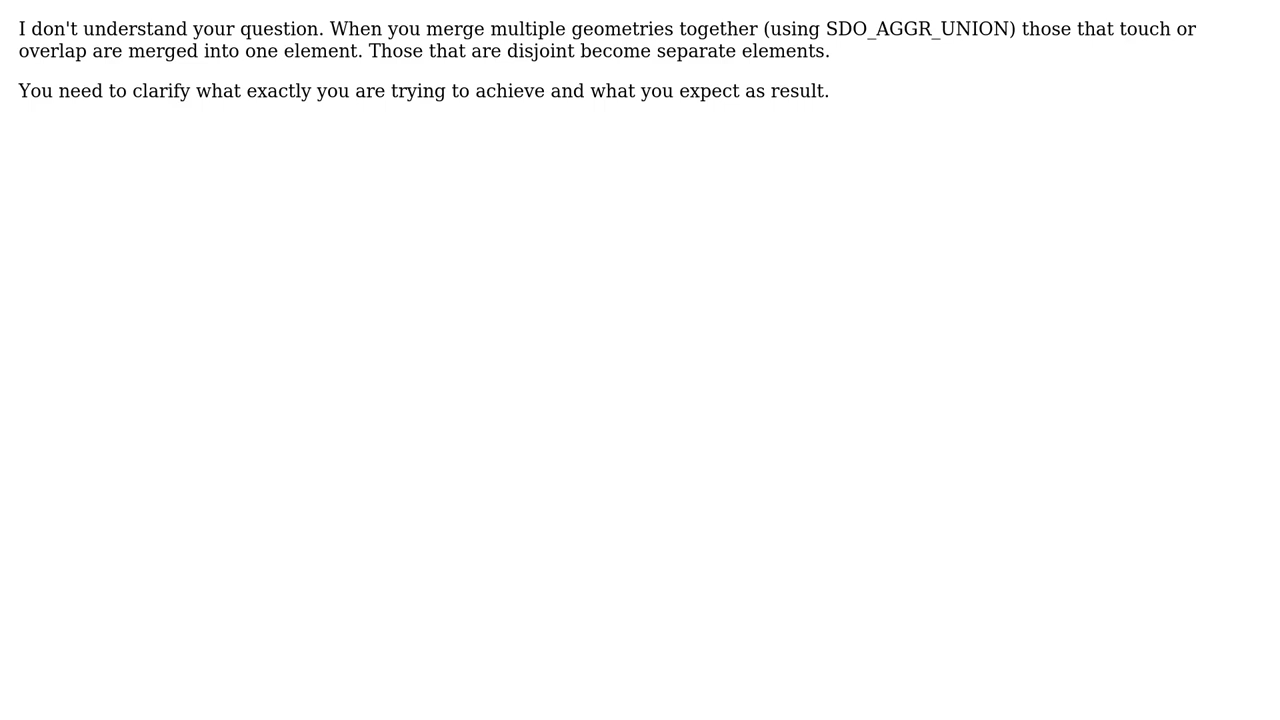 I don't understand your question. When you merge multiple geometries together (using SDO_AGGR_UNION) those that touch or
overlap are merged into one element. Those that are disjoint become separate elements.
You need to clarify what exactly you are trying to achieve and what you expect as result.